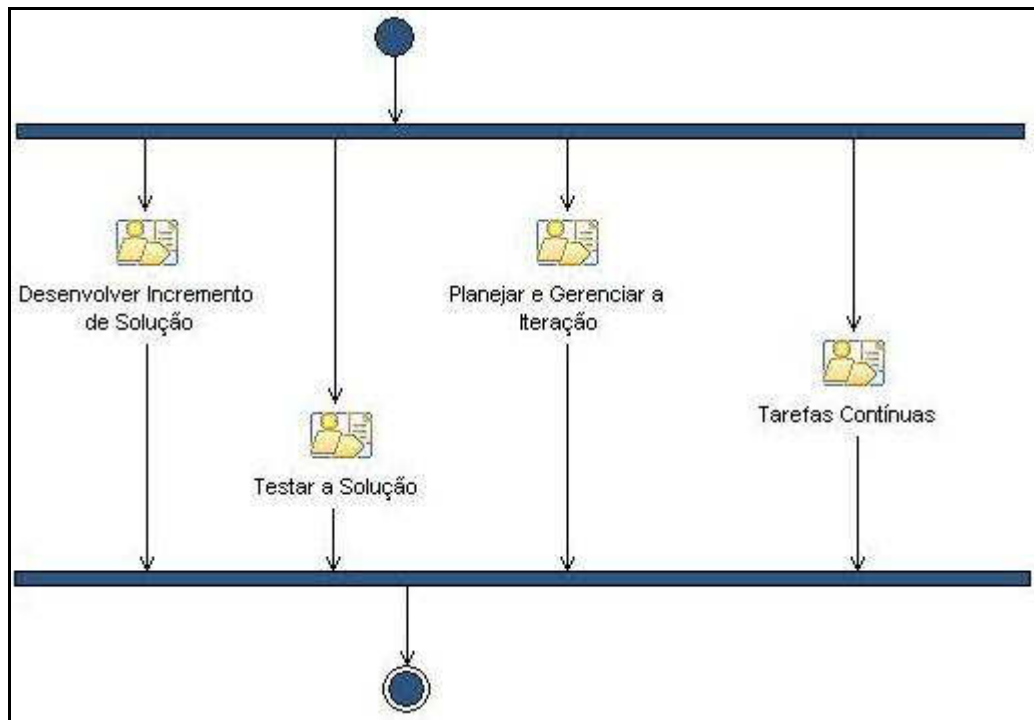 Desenvolver Incremento
de Solução
Planejar e Gerenciar a
Iteração
Tarefas Contínuas
Testar a Solução